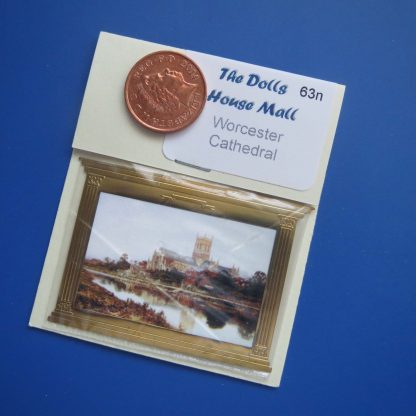 The Dolls
House Mall
63n
Worcester
Cathedral